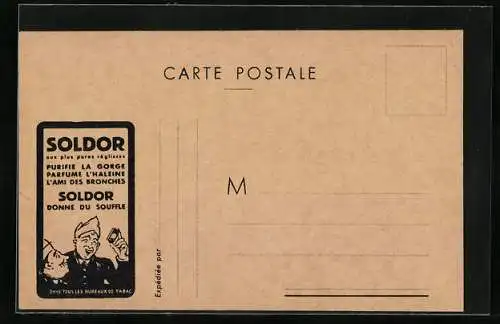 CARTE POSTALE
SOLDOR
aux plus pures réglisses
PURIFIE LA GORGE
PARFUME L'HALEINE
L'AMI DES BRONCHES
SOLDOR
DONNE DU SOUFFLE
DANS TOUS LES BUREAUX DE TABAC
Expédiée par
M